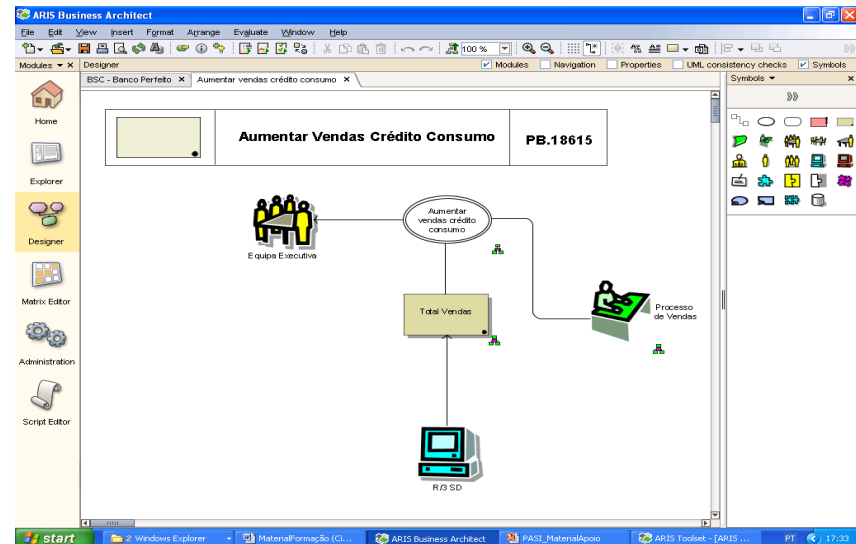 ARIS Business Architect
File Edit View Insert Format Arrange Evaluate Window Help
100 %
Modules Designer Modules Navigation Properties UML consistency checks Symbols
BSC - Banco Perfeito Aumentar vendas crédito consumo Symbols
Home
Explorer
Designer
Matrix Editor
Administration
Script Editor
Aumentar Vendas Crédito Consumo PB.18615
Aumentar
vendas crédito
consumo
Equipa Executiva
Total Vendas
Processo
de Vendas
R/3 SD
start 2 Windows Explorer MaterialFormação (Ci... ARIS Business Architect PASI_MaterialApoio ARIS Toolset - [ARIS ... PT 17:33